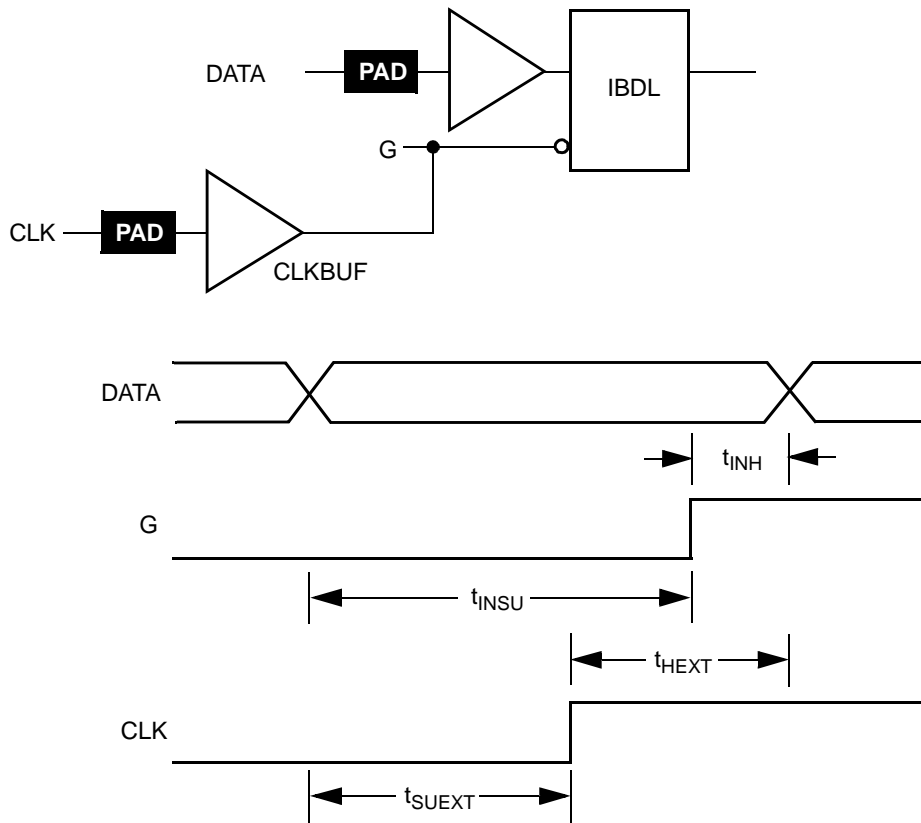 DATA
PAD
IBDL
G
CLK
PAD
CLKBUF
DATA
tINH
G
tINSU
tHEXT
CLK
tSUEXT